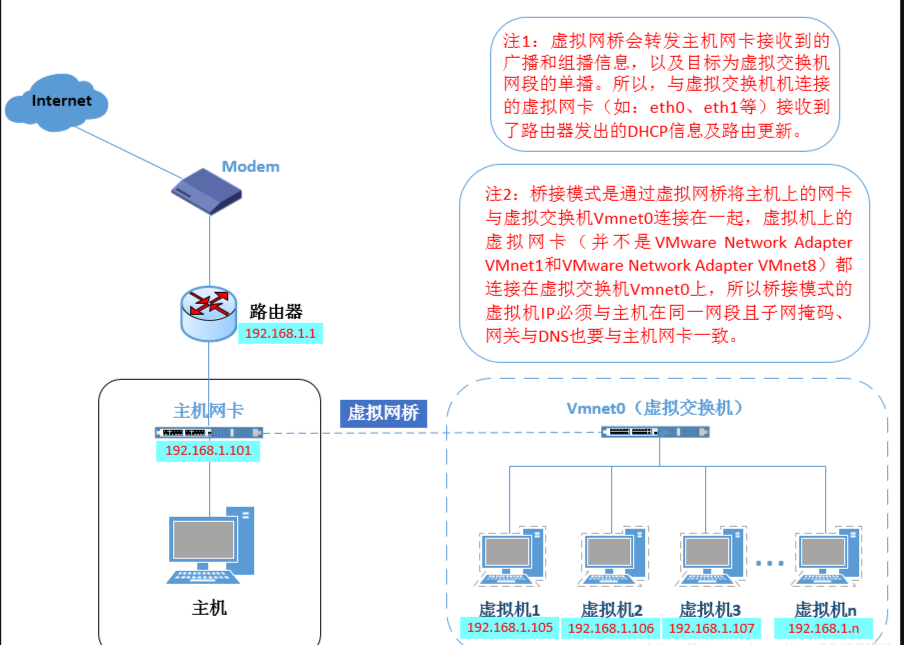 注1：虚拟网桥会转发主机网卡接收到的
广播和组播信息，以及目标为虚拟交换机
网段的单播。所以，与虚拟交换机机连接
的虚拟网卡（如：eth0、eth1等）接收到
了路由器发出的DHCP信息及路由更新。
Internet
Modem
注2：桥接模式是通过虚拟网桥将主机上的网卡
与虚拟交换机Vmnet0连接在一起，虚拟机上的
虚拟网卡（并不是VMware Network Adapter
VMnet1和VMware Network Adapter VMnet8）都
连接在虚拟交换机Vmnet0上，所以桥接模式的
虚拟机IP必须与主机在同一网段且子网掩码、
网关与DNS也要与主机网卡一致。
路由器
192.168.1.1
主机网卡
192.168.1.101
虚拟网桥
Vmnet0（虚拟交换机）
主机
虚拟机1
192.168.1.105
虚拟机2
192.168.1.106
虚拟机3
192.168.1.107
虚拟机n
192.168.1.n